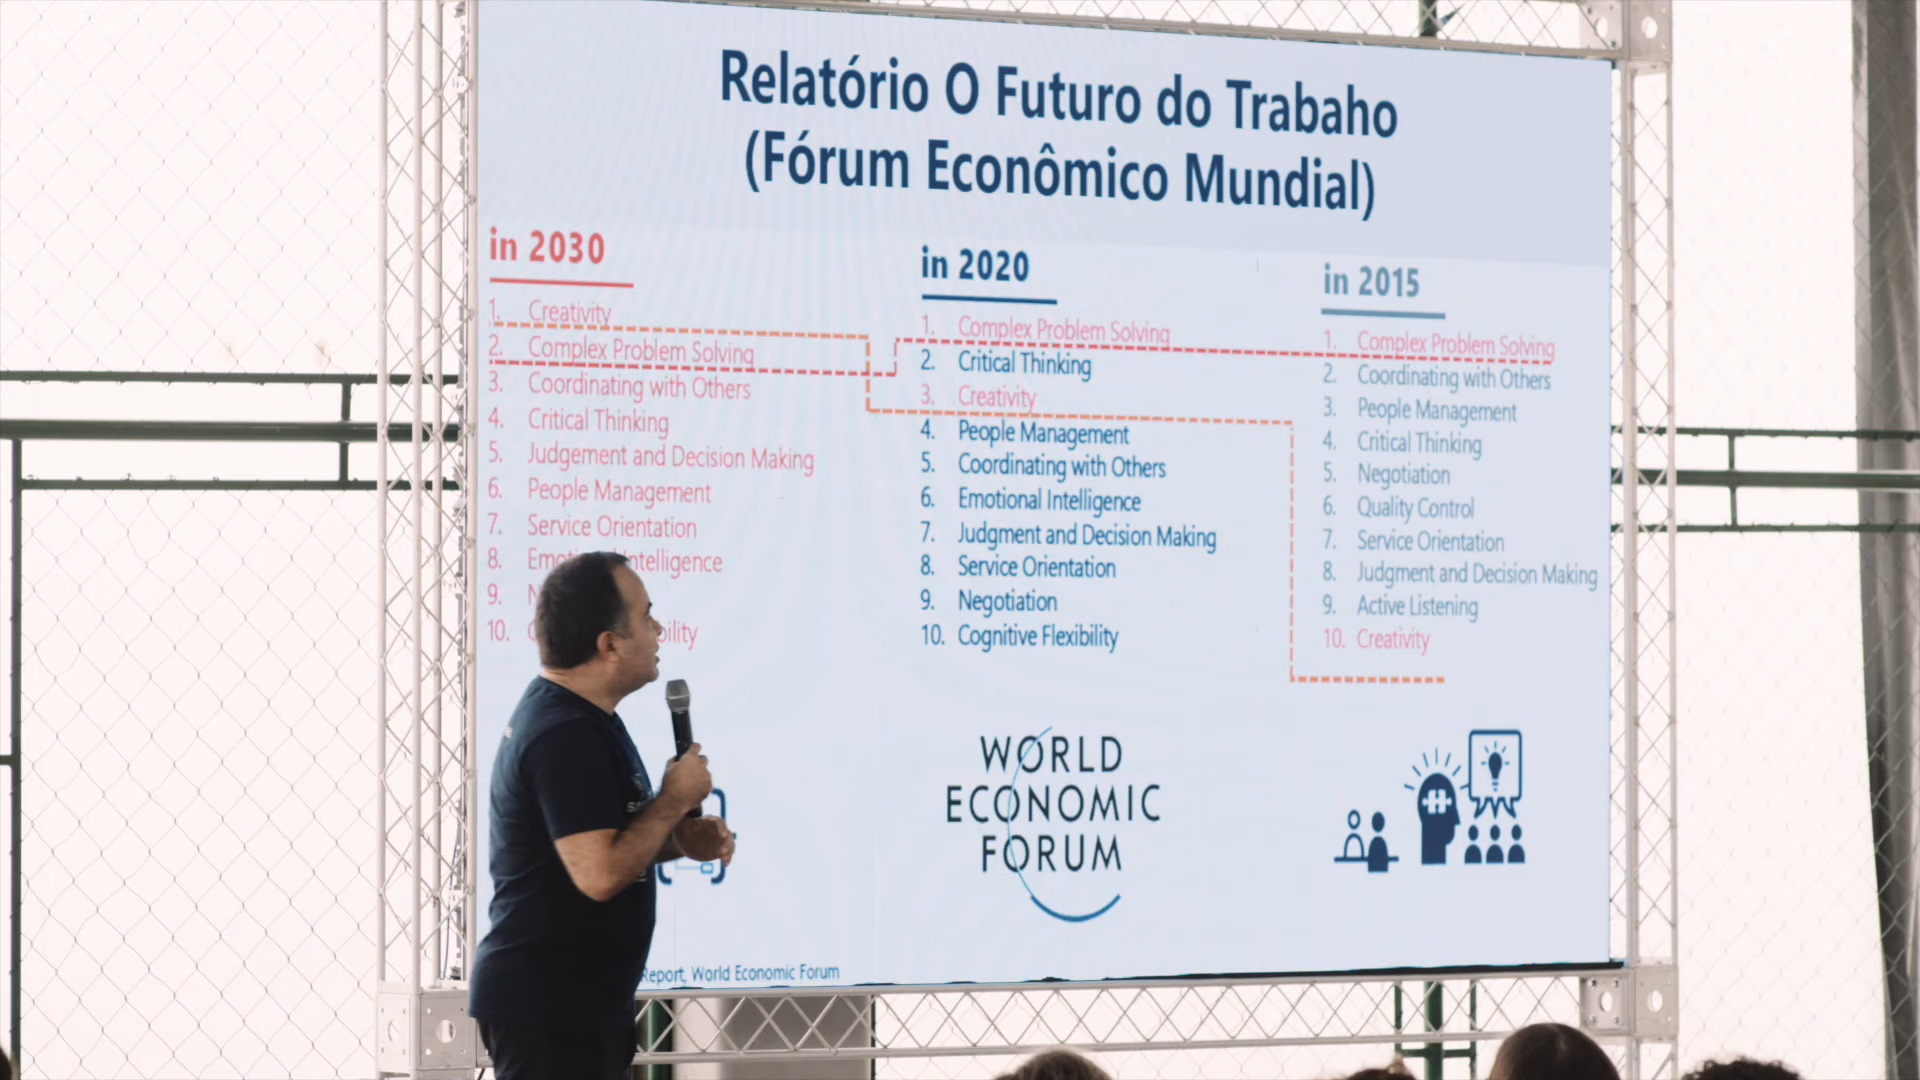 Relatório O Futuro do Trabaho
(Fórum Econômico Mundial)
in 2030
1. Creativity
2. Complex Problem Solving
3. Coordinating with Others
4. Critical Thinking
5. Judgement and Decision Making
6. People Management
7. Service Orientation
8. Emotional Intelligence
9.
10.
in 2020
1. Complex Problem Solving
2. Critical Thinking
3. Creativity
4. People Management
5. Coordinating with Others
6. Emotional Intelligence
7. Judgment and Decision Making
8. Service Orientation
9. Negotiation
10. Cognitive Flexibility
in 2015
1. Complex Problem Solving
2. Coordinating with Others
3. People Management
4. Critical Thinking
5. Negotiation
6. Quality Control
7. Service Orientation
8. Judgment and Decision Making
9. Active Listening
10. Creativity
WORLD
ECONOMIC
FORUM
Report, World Economic Forum